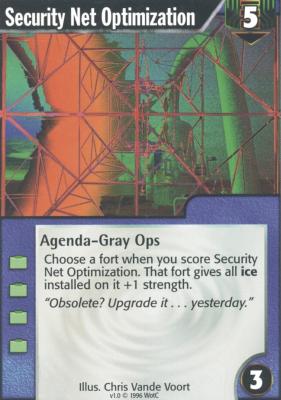 Security Net Optimization
5
Agenda-Gray Ops
Choose a fort when you score Security
Net Optimization. That fort gives all ice
installed on it +1 strength.
“Obsolete? Upgrade it . . . yesterday.”
3
Illus. Chris Vande Voort
v1.0 © 1996 WotC